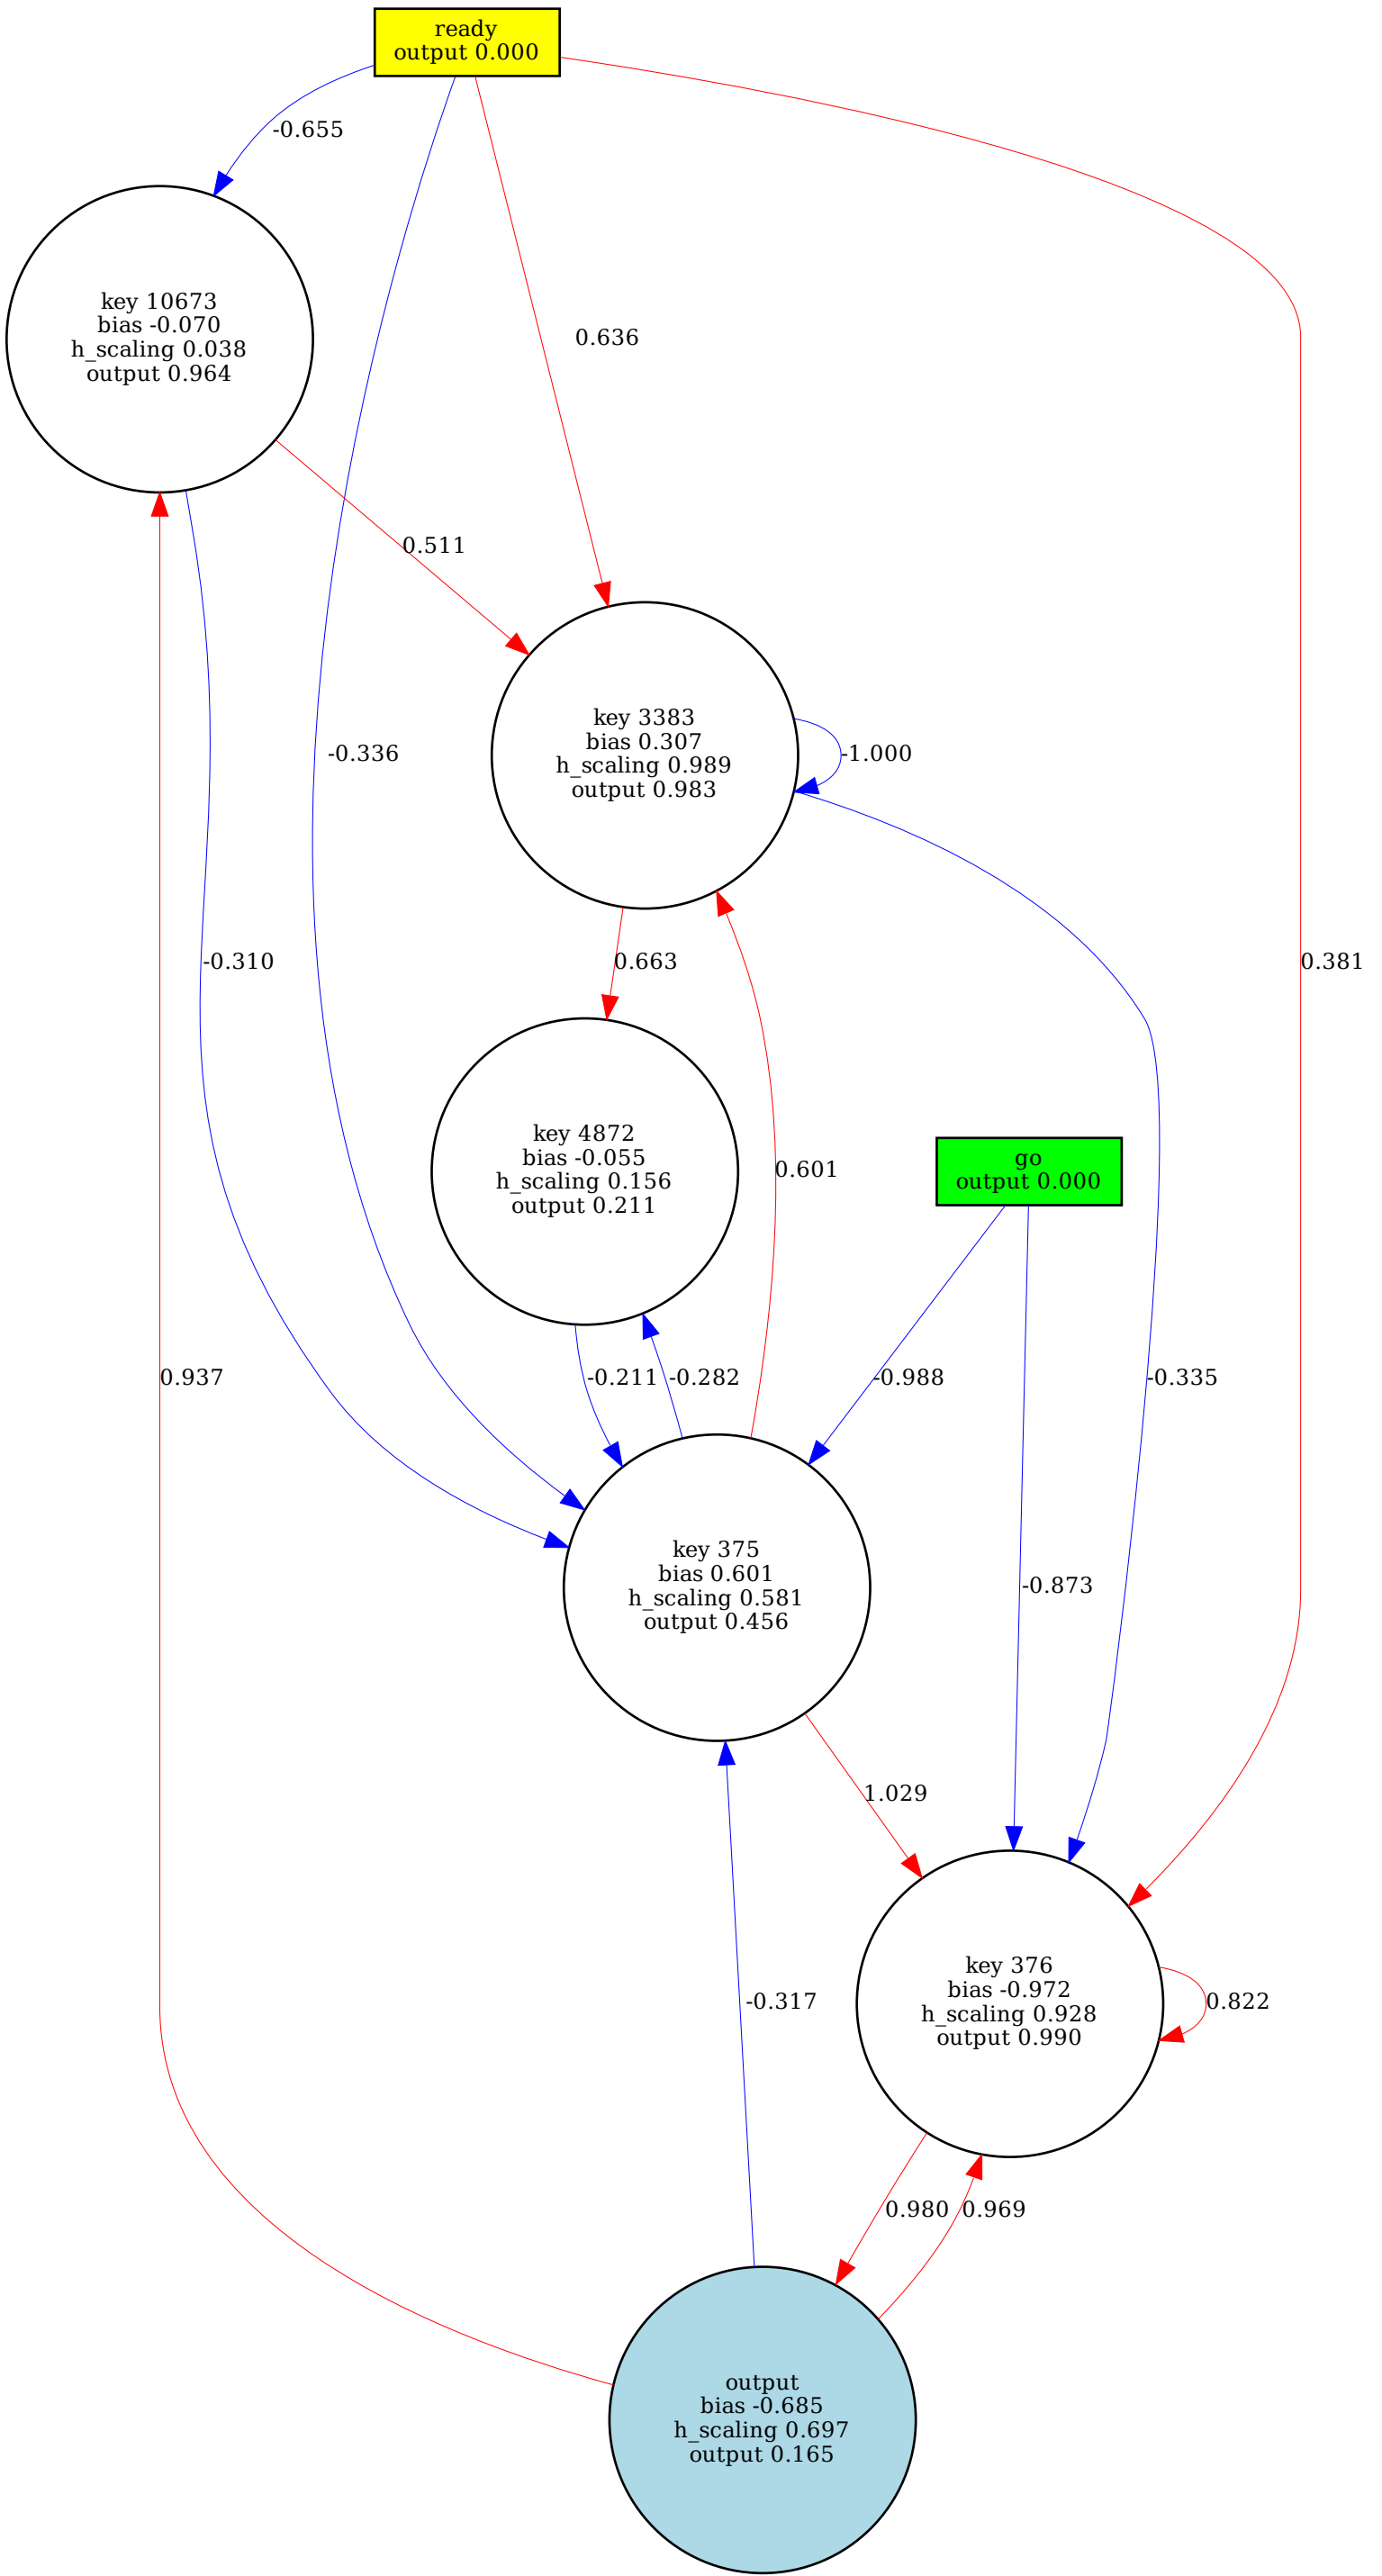 ready
output 0.000
-0.655
key 10673
bias -0.070
h_scaling 0.038
output 0.964
0.636
0.511
key 3383
bias 0.307
h_scaling 0.989
output 0.983
-0.336
-1.000
-0.310
0.663
0.381
key 4872
bias -0.055
h_scaling 0.156
output 0.211
go
output 0.000
0.601
0.937
-0.211
-0.282
-0.988
-0.335
key 375
bias 0.601
h_scaling 0.581
output 0.456
-0.873
1.029
key 376
bias -0.972
h_scaling 0.928
output 0.990
-0.317
0.822
0.980
0.969
output
bias -0.685
h_scaling 0.697
output 0.165